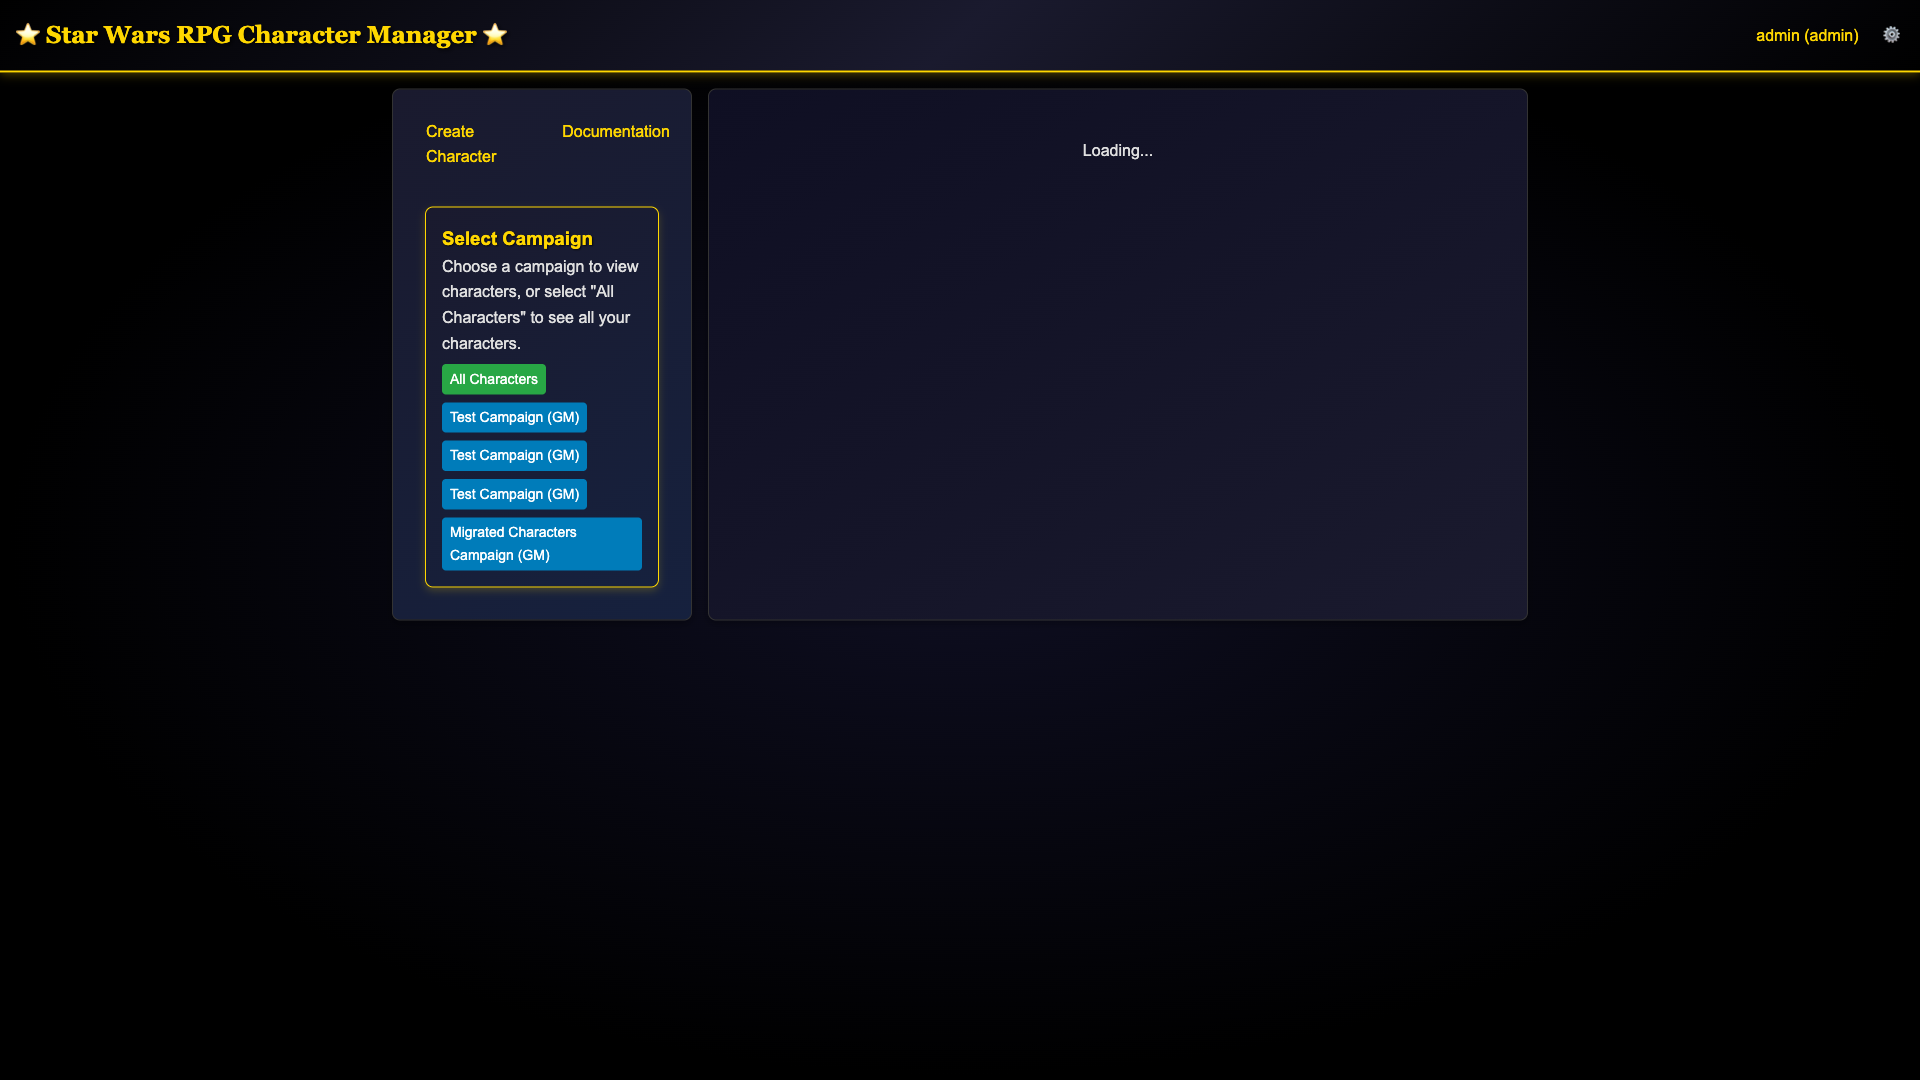 ⭐ Star Wars RPG Character Manager ⭐
admin (admin) ⚙️
Create
Character
Documentation
Select Campaign
Choose a campaign to view
characters, or select "All
Characters" to see all your
characters.
All Characters
Test Campaign (GM)
Test Campaign (GM)
Test Campaign (GM)
Migrated Characters
Campaign (GM)
Loading...